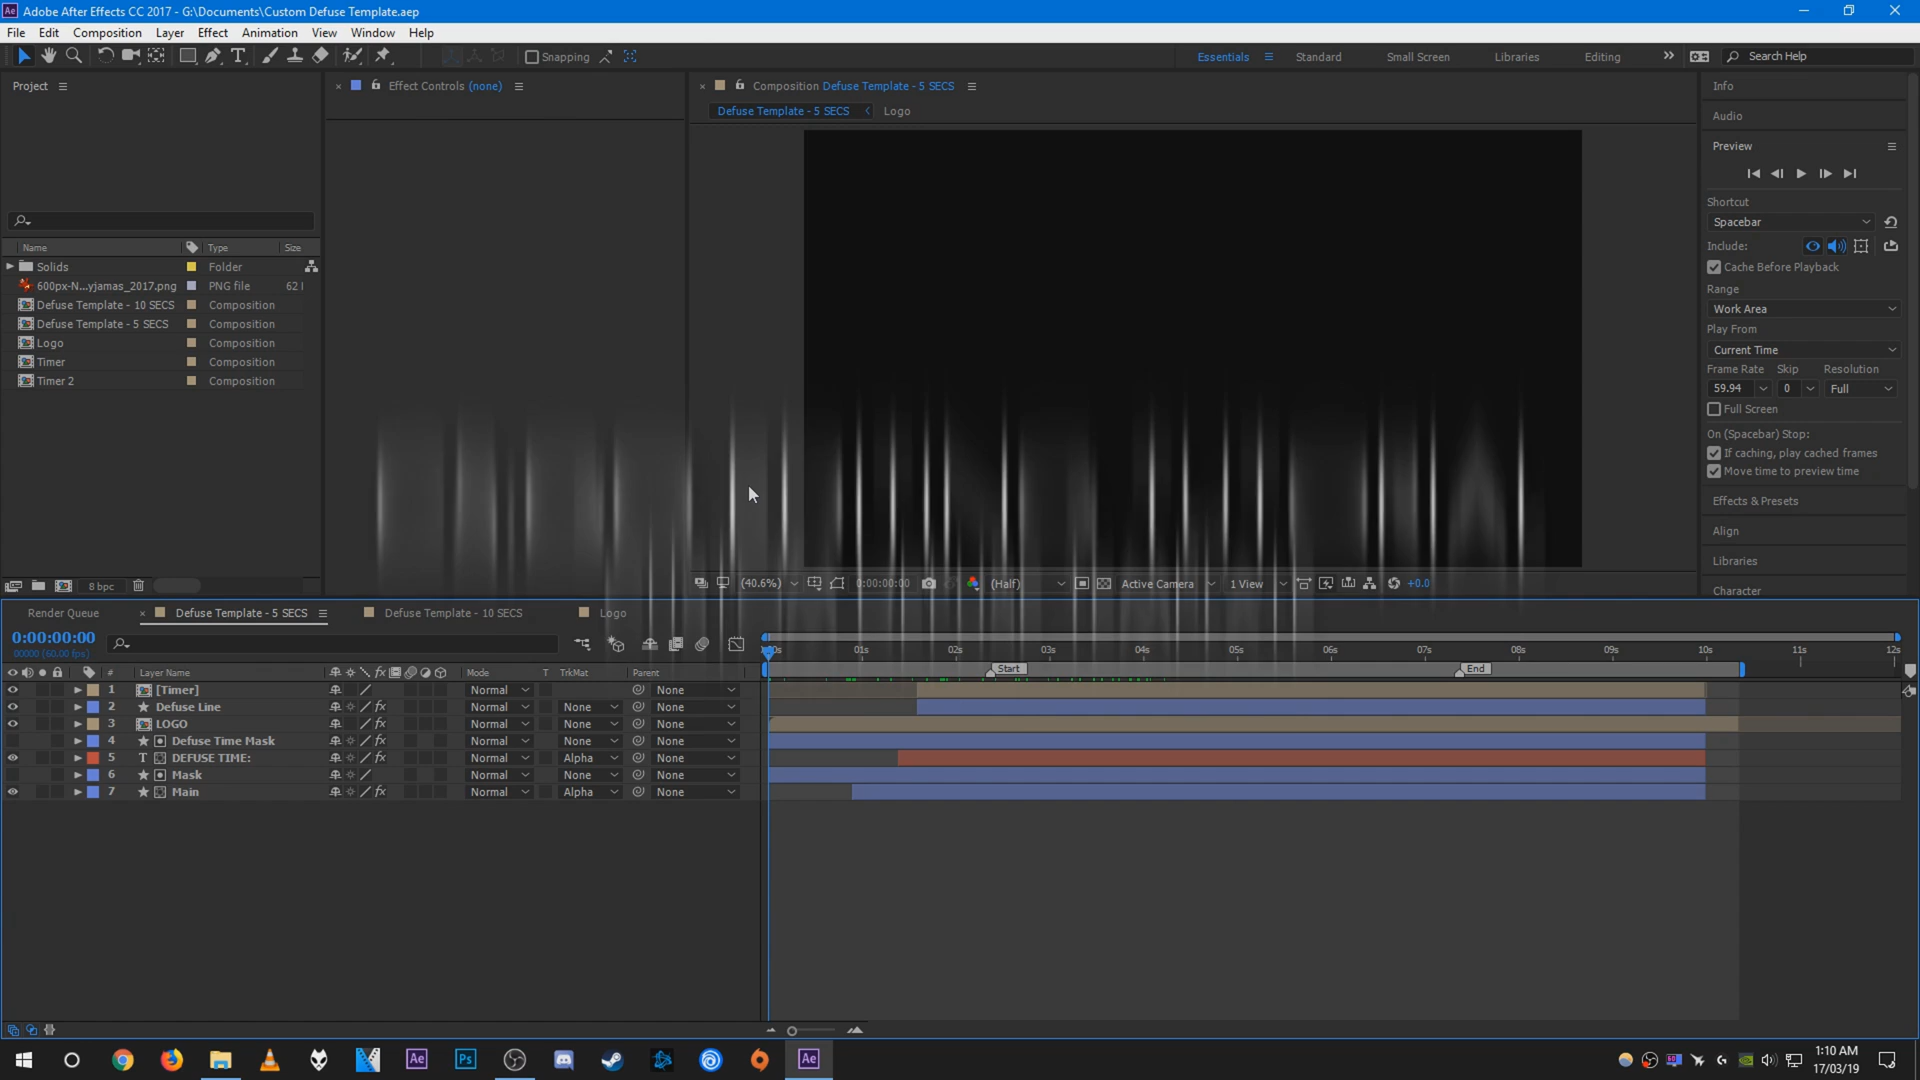 Adobe After Effects CC 2017 - G:\Documents\Custom Defuse Template.aep
File Edit Composition Layer Effect Animation View Window Help
Snapping
Essentials Standard Small Screen Libraries Editing Search Help
Project
Effect Controls (none)
Composition Defuse Template - 5 SECS
Defuse Template - 5 SECS Logo
Name Type Size
Solids Folder
600px-N...yjamas_2017.png PNG file 62
Defuse Template - 10 SECS Composition
Defuse Template - 5 SECS Composition
Logo Composition
Timer Composition
Timer 2 Composition
8 bpc
(40.6%) 0:00:00:00 (Half) Active Camera 1 View +0.0
Info
Audio
Preview
Shortcut
Spacebar
Include:
Cache Before Playback
Range
Work Area
Play From
Current Time
Frame Rate Skip Resolution
59.94 0 Full
Full Screen
On (Spacebar) Stop:
If caching, play cached frames
Move time to preview time
Effects & Presets
Align
Libraries
Character
Render Queue Defuse Template - 5 SECS Defuse Template - 10 SECS Logo
0:00:00:00
00000 (60.00 fps)
01s 02s 03s 04s 05s 06s 07s 08s 09s 10s 11s 12s
# Layer Name Mode T TrkMat Parent
Start End
1 [Timer] Normal None
2 Defuse Line Normal None None
3 LOGO Normal None None
4 Defuse Time Mask Normal None None
5 T DEFUSE TIME: Normal Alpha None
6 Mask Normal None None
7 Main Normal Alpha None
Ae Ps Ae
1:10 AM
17/03/19